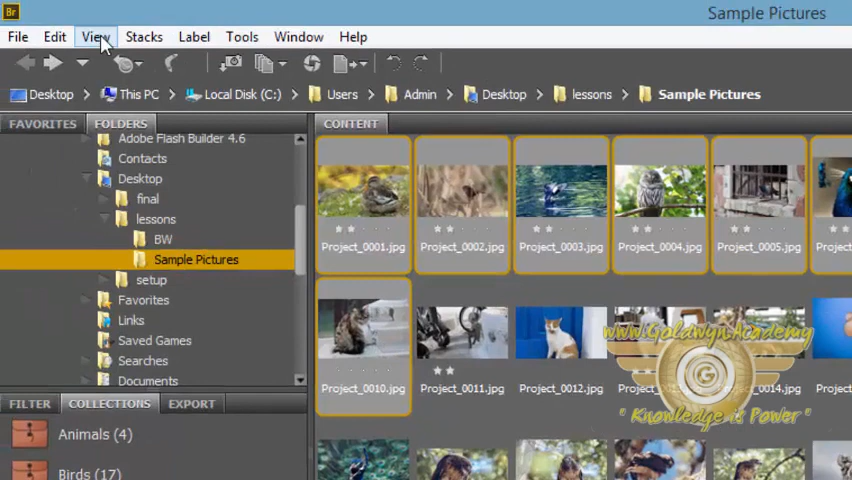 Br
Sample Pictures
File Edit View Stacks Label Tools Window Help
Desktop This PC Local Disk (C:) Users Admin Desktop lessons Sample Pictures
FAVORITES FOLDERS CONTENT
Adobe Flash Builder 4.6
Contacts
Desktop
final
lessons
BW
Sample Pictures
setup
Favorites
Links
Saved Games
Searches
Documents
Project_0001.jpg Project_0002.jpg Project_0003.jpg Project_0004.jpg Project_0005.jpg
Project_0010.jpg Project_0011.jpg Project_0012.jpg
www.Goldwyn.Academy
G
" Knowledge is Power "
FILTER COLLECTIONS EXPORT
Animals (4)
Birds (17)